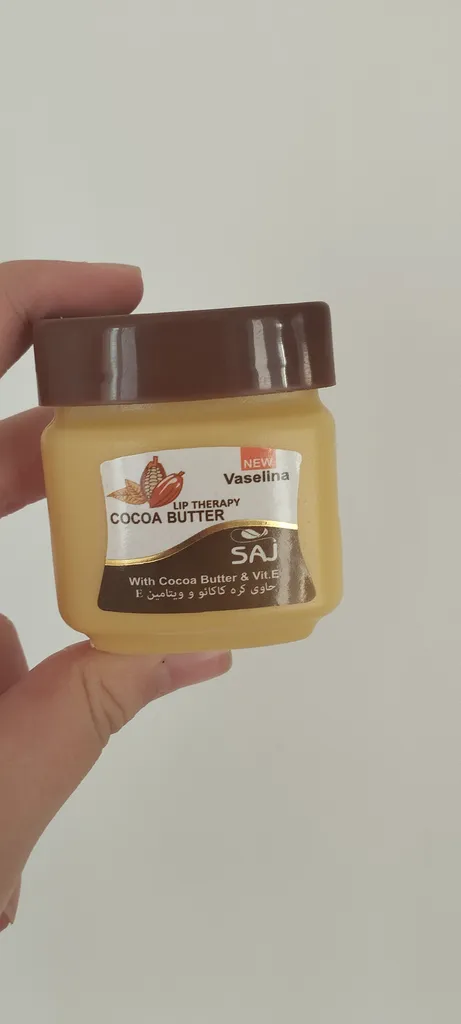 NEW
Vaselina
LIP THERAPY
COCOA BUTTER
SAJ
With Cocoa Butter & Vit.E
حاوی کره کاکائو و ویتامین E